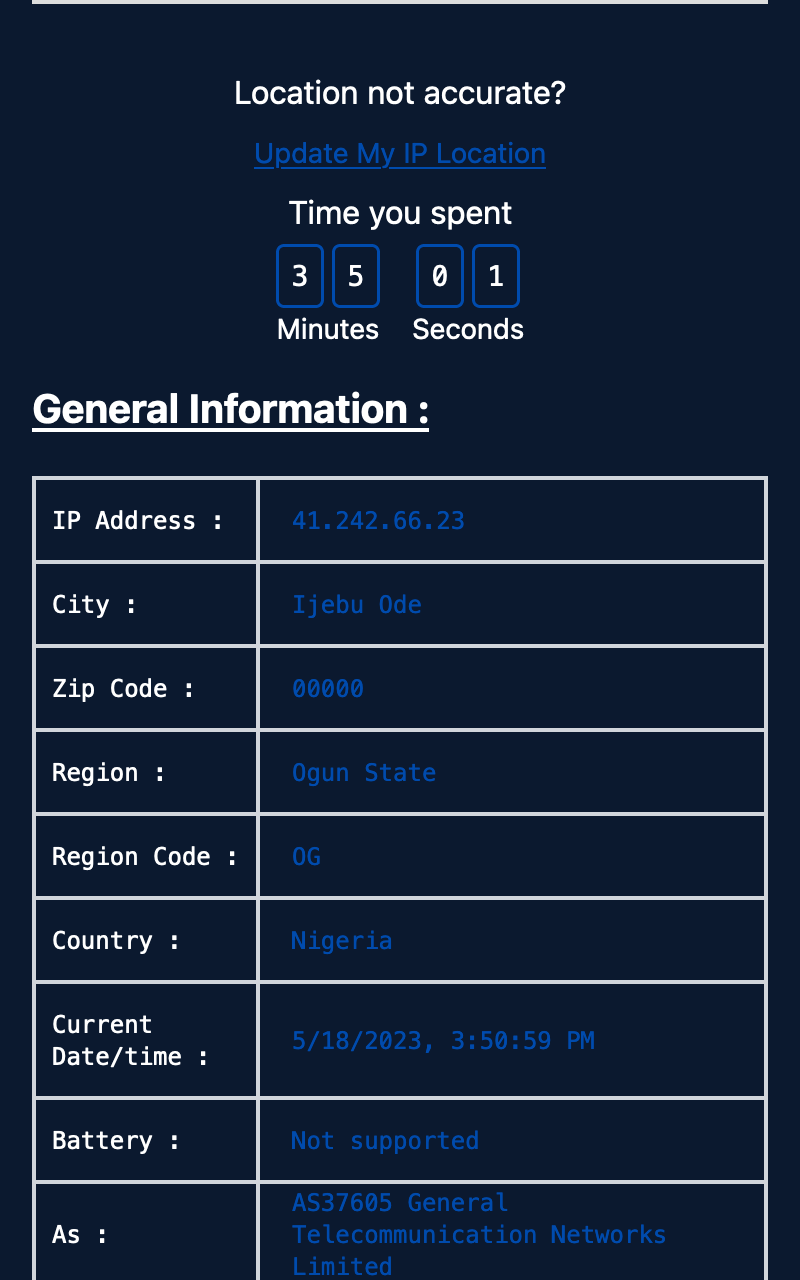 Location not accurate?
Update My IP Location
Time you spent
3 5 0 1
Minutes Seconds
General Information :
IP Address : 41.242.66.23
City : Ijebu Ode
Zip Code : 00000
Region : Ogun State
Region Code : OG
Country : Nigeria
Current
Date/time : 5/18/2023, 3:50:59 PM
Battery : Not supported
As : AS37605 General
Telecommunication Networks
Limited